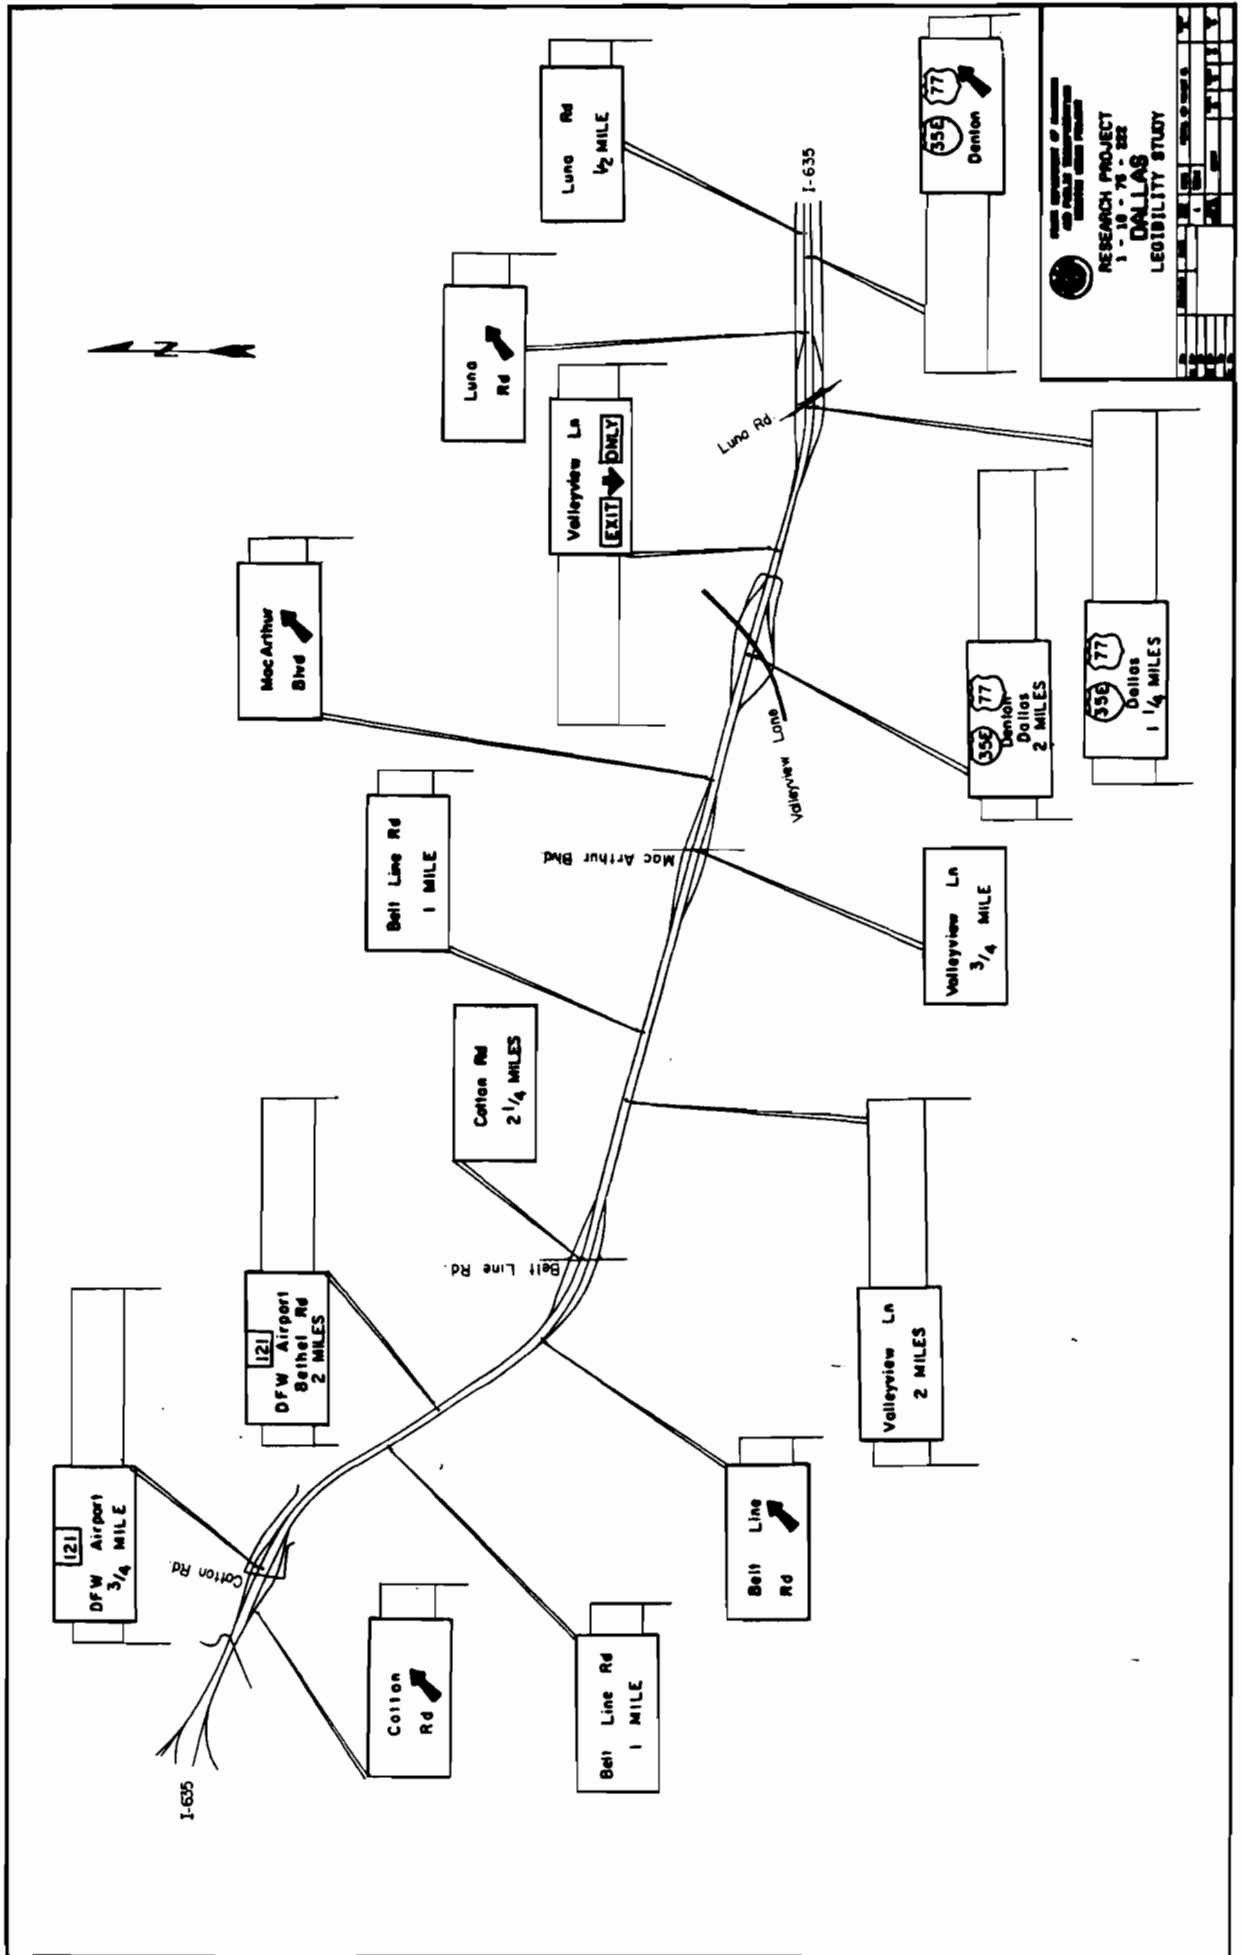 121
DFW Airport
3/4 MILE
121
DFW Airport
Bethel Rd
2 MILES
Cotton Rd
2 1/4 MILES
Belt Line Rd
1 MILE
MacArthur
Blvd
Valleyview Ln
EXIT ONLY
Luna
Rd
Luna Rd
1/2 MILE
35E 77
Denton
N
I-635
Cotton Rd.
Belt Line Rd.
Mac Arthur Blvd.
Valleyview Lane
Luna Rd.
I-635
Cotton
Rd
Belt Line Rd
1 MILE
Belt Line
Rd
Valleyview Ln
2 MILES
Valleyview Ln
3/4 MILE
35E 77
Denton
Dallas
2 MILES
35E 77
Dallas
1 1/4 MILES
RESEARCH PROJECT
1 - 10 - 75 - 222
DALLAS
LEGIBILITY STUDY